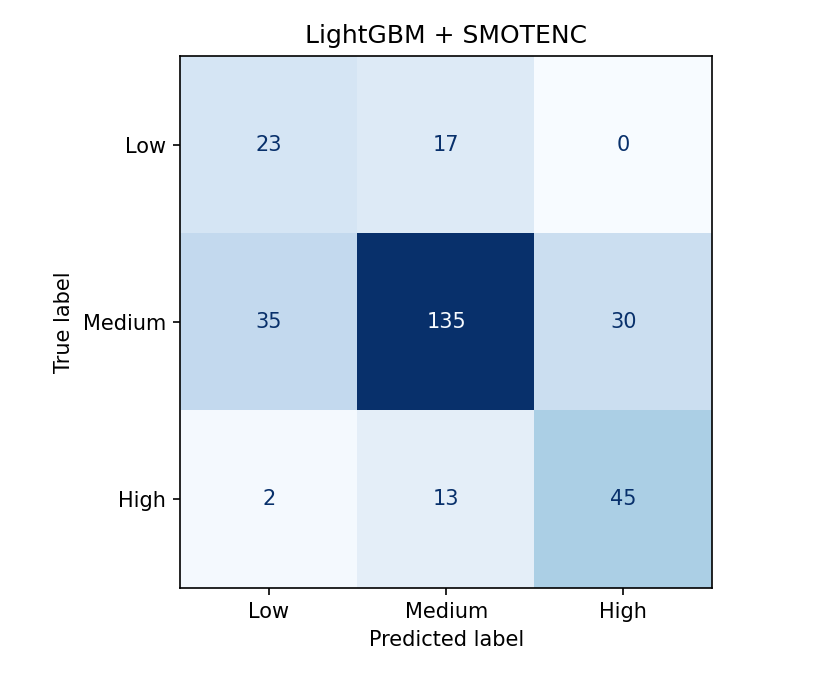 LightGBM + SMOTENC
Low
23 17 0
True label
Medium
35 135 30
High
2 13 45
Low Medium High
Predicted label